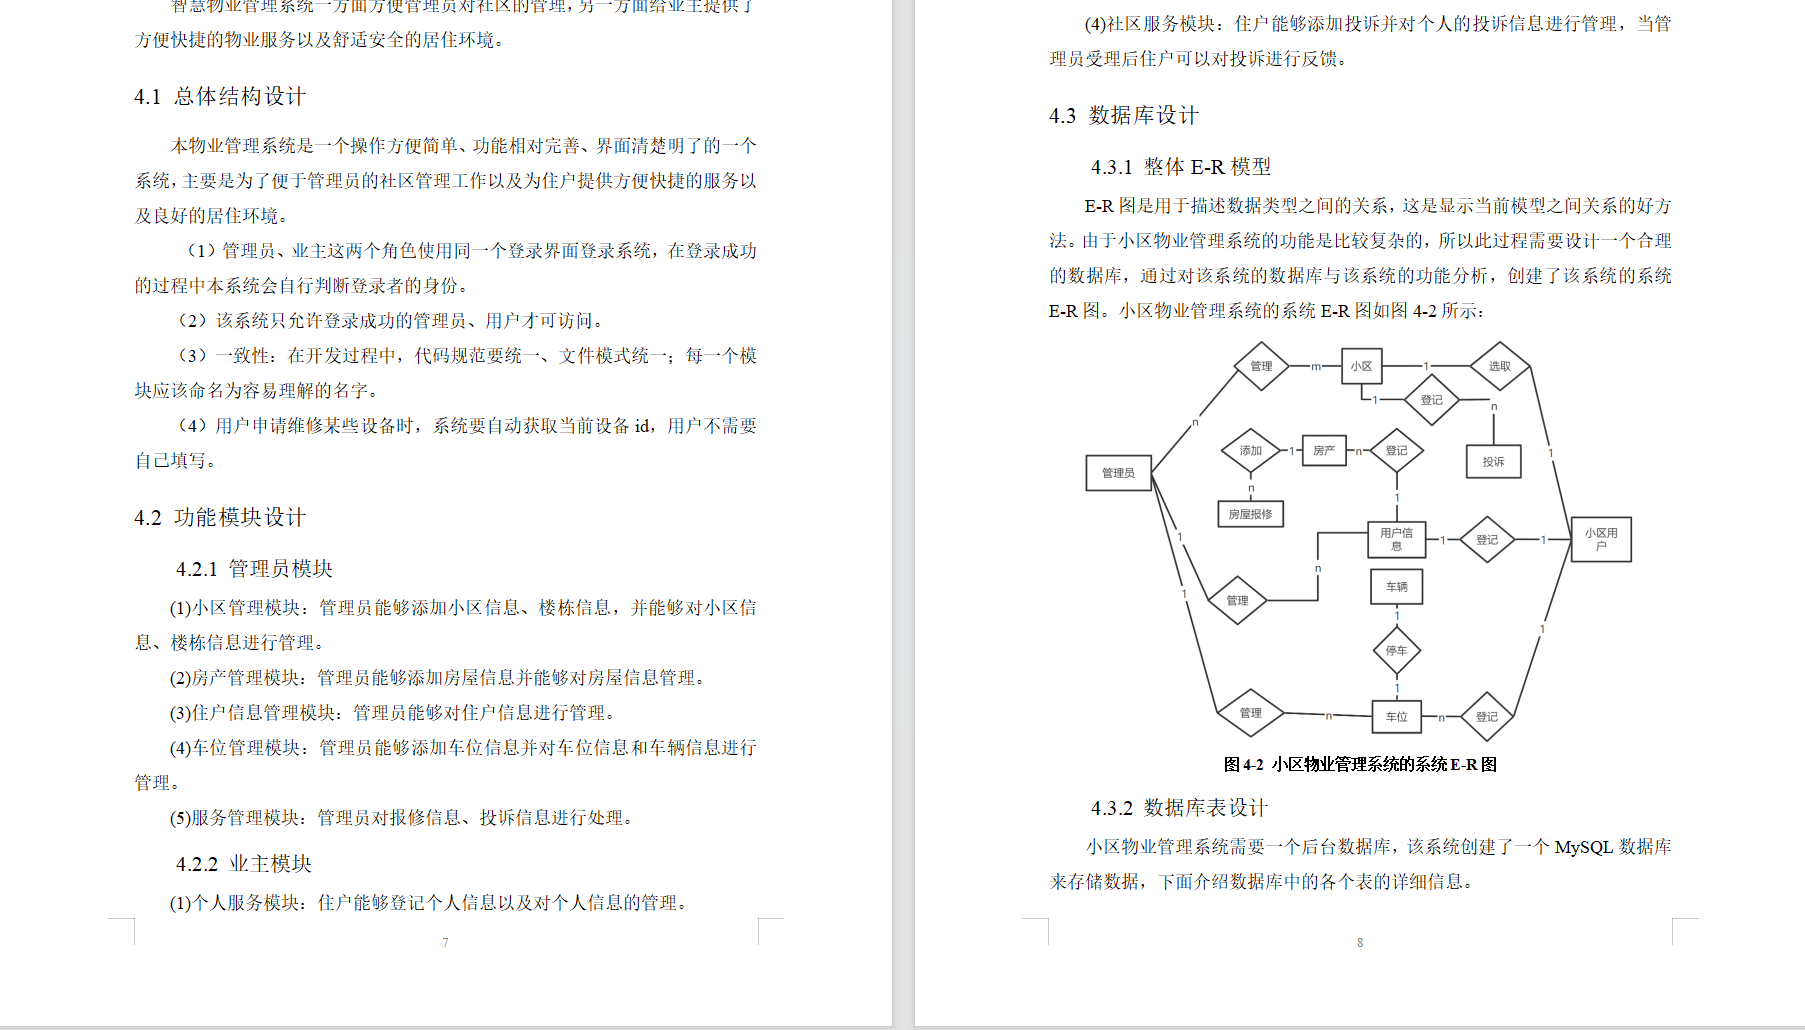 智慧物业管理系统一方面方便管理员对社区的管理,另一方面给业主提供了
方便快捷的物业服务以及舒适安全的居住环境。
4.1 总体结构设计
本物业管理系统是一个操作方便简单、功能相对完善、界面清楚明了的一个
系统,主要是为了便于管理员的社区管理工作以及为住户提供方便快捷的服务以
及良好的居住环境。
（1）管理员、业主这两个角色使用同一个登录界面登录系统，在登录成功
的过程中本系统会自行判断登录者的身份。
（2）该系统只允许登录成功的管理员、用户才可访问。
（3）一致性：在开发过程中，代码规范要统一、文件模式统一；每一个模
块应该命名为容易理解的名字。
（4）用户申请维修某些设备时，系统要自动获取当前设备 id，用户不需要
自己填写。
4.2 功能模块设计
4.2.1 管理员模块
(1)小区管理模块：管理员能够添加小区信息、楼栋信息，并能够对小区信
息、楼栋信息进行管理。
(2)房产管理模块：管理员能够添加房屋信息并能够对房屋信息管理。
(3)住户信息管理模块：管理员能够对住户信息进行管理。
(4)车位管理模块：管理员能够添加车位信息并对车位信息和车辆信息进行
管理。
(5)服务管理模块：管理员对报修信息、投诉信息进行处理。
4.2.2 业主模块
(1)个人服务模块：住户能够登记个人信息以及对个人信息的管理。
7
(4)社区服务模块：住户能够添加投诉并对个人的投诉信息进行管理，当管
理员受理后住户可以对投诉进行反馈。
4.3 数据库设计
4.3.1 整体 E-R 模型
E-R 图是用于描述数据类型之间的关系，这是显示当前模型之间关系的好方
法。由于小区物业管理系统的功能是比较复杂的，所以此过程需要设计一个合理
的数据库，通过对该系统的数据库与该系统的功能分析，创建了该系统的系统
E-R 图。小区物业管理系统的系统 E-R 图如图 4-2 所示：
管理 m 小区 1 选取
1 登记 n
n
添加 1 房产 n 登记
投诉
1
管理员
n
1
房屋报修
用户信
息
1 登记 1
小区用
户
1
n
车辆
1
管理
1
1
停车
1
管理 n 车位 n 登记
图 4-2 小区物业管理系统的系统 E-R 图
4.3.2 数据库表设计
小区物业管理系统需要一个后台数据库，该系统创建了一个 MySQL 数据库
来存储数据，下面介绍数据库中的各个表的详细信息。
8